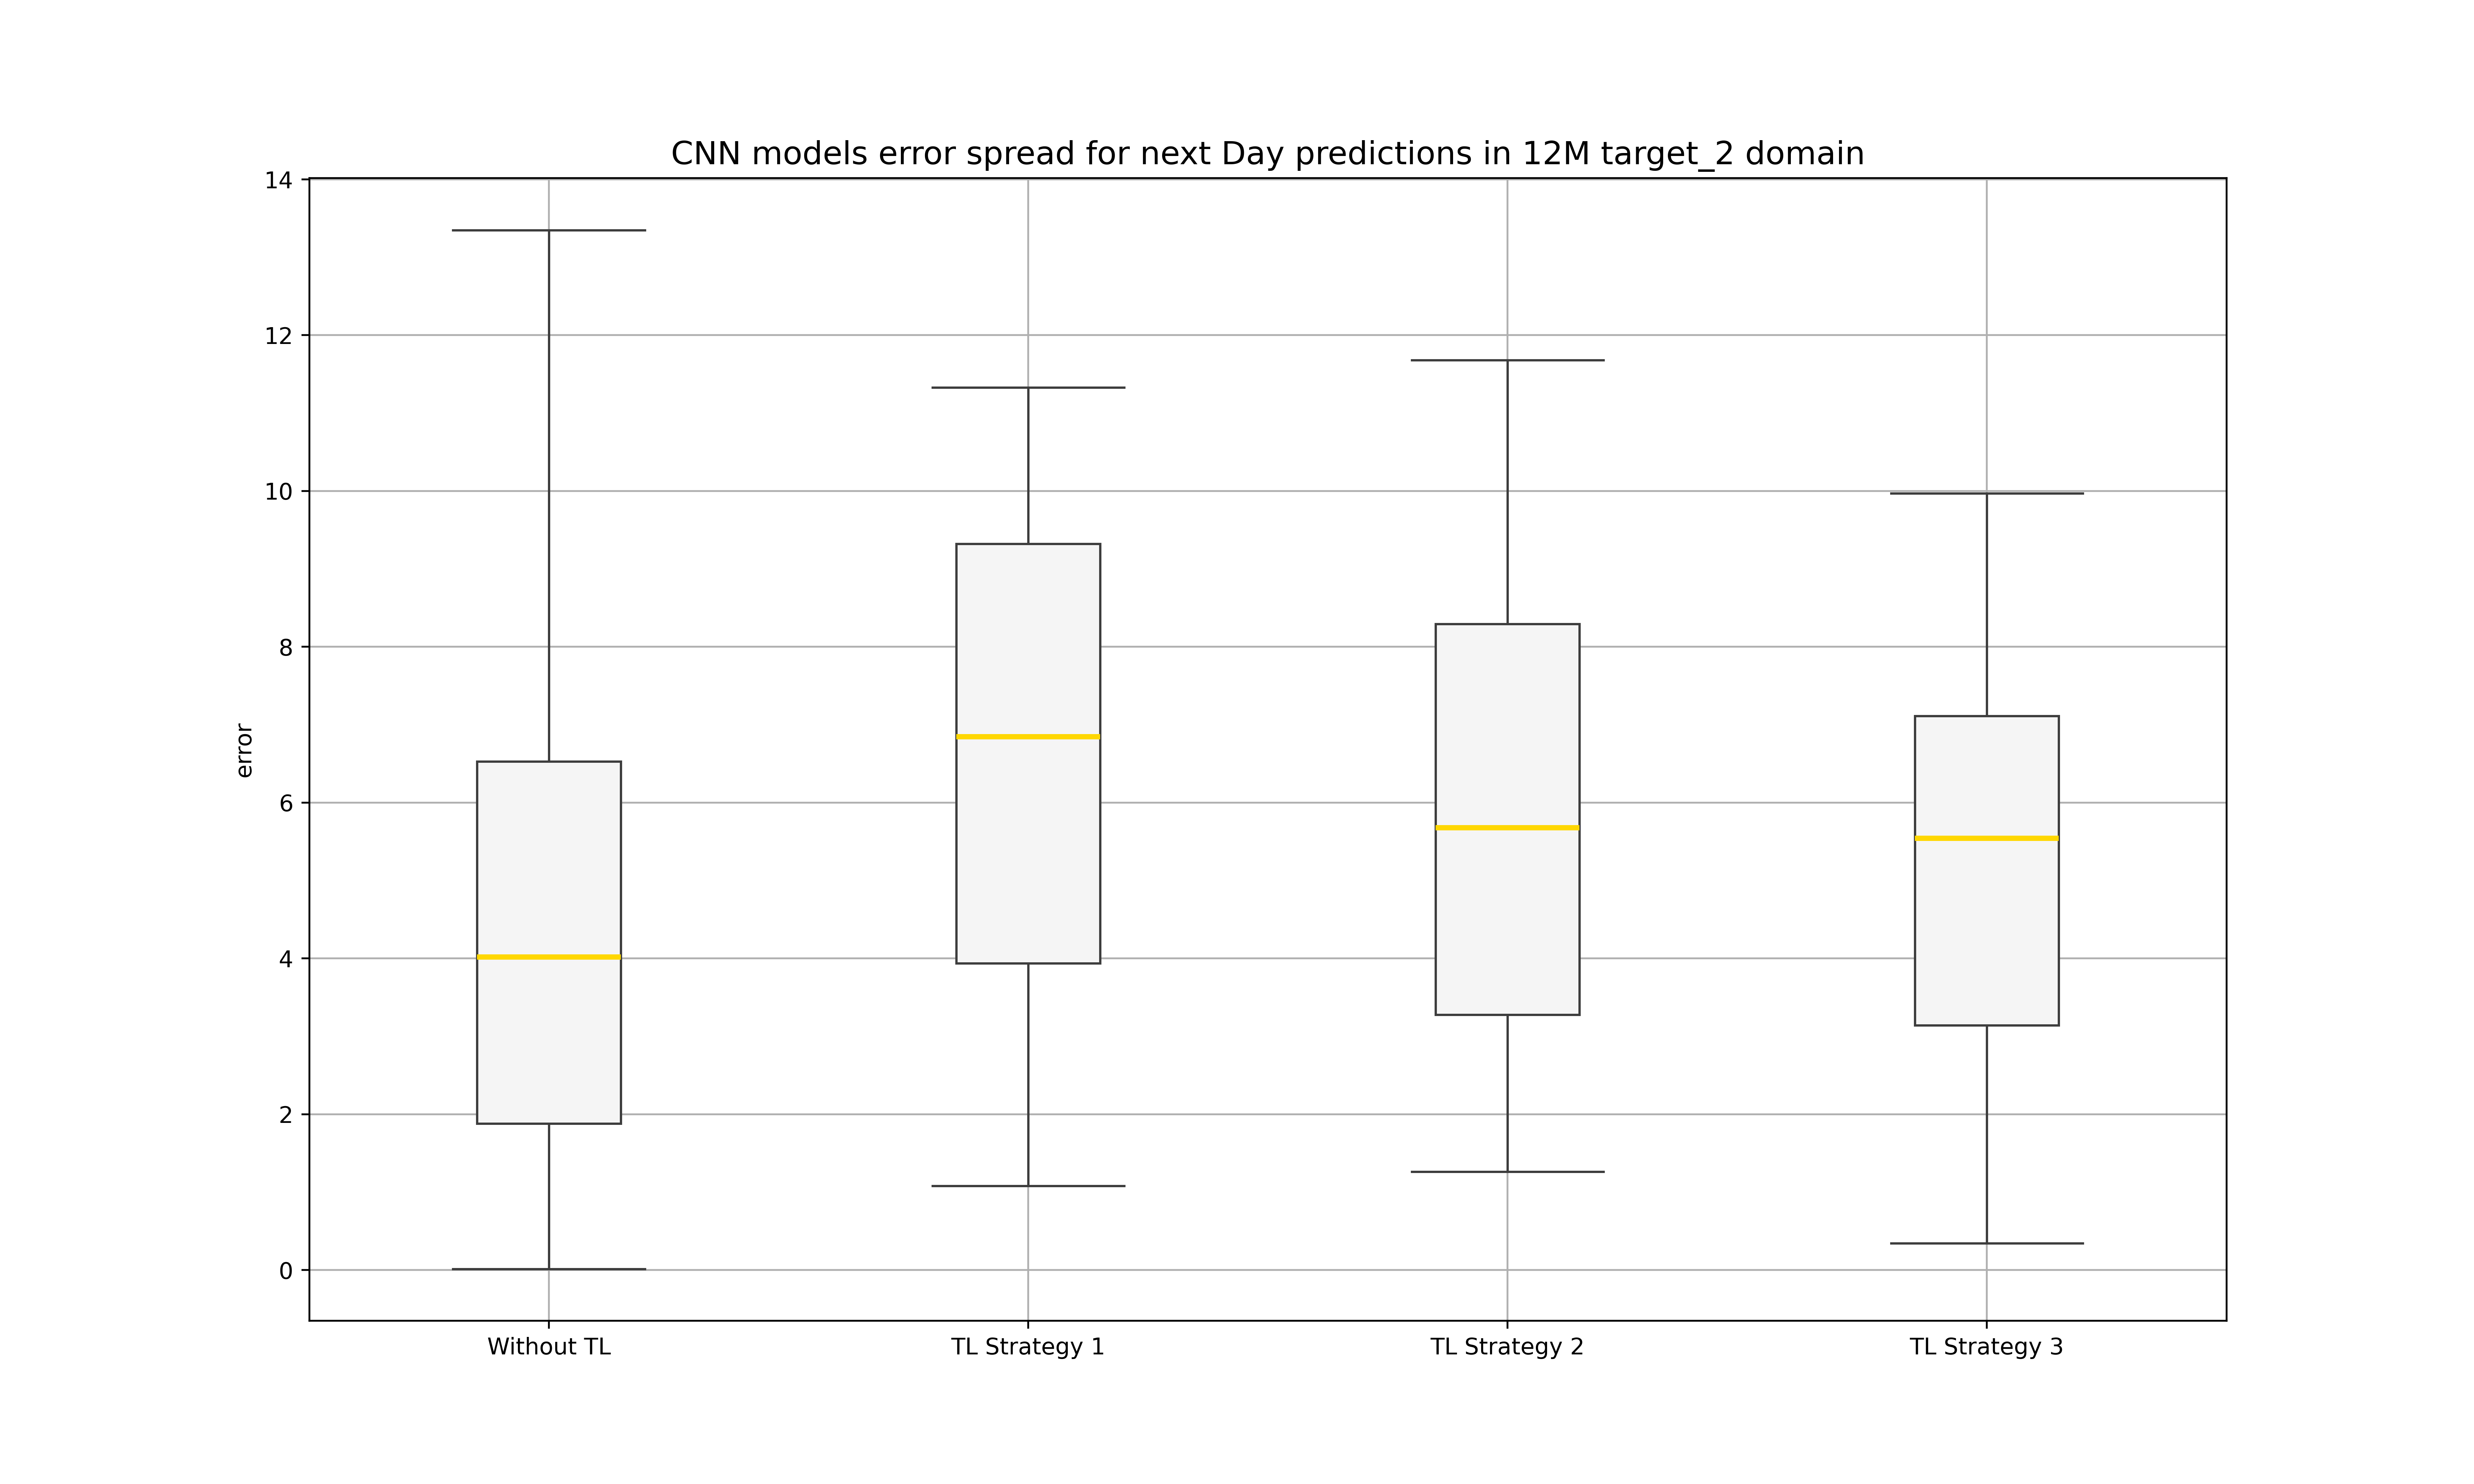 CNN models error spread for next Day predictions in 12M target_2 domain
14
12
10
8
6
4
2
0
error
Without TL
TL Strategy 1
TL Strategy 2
TL Strategy 3